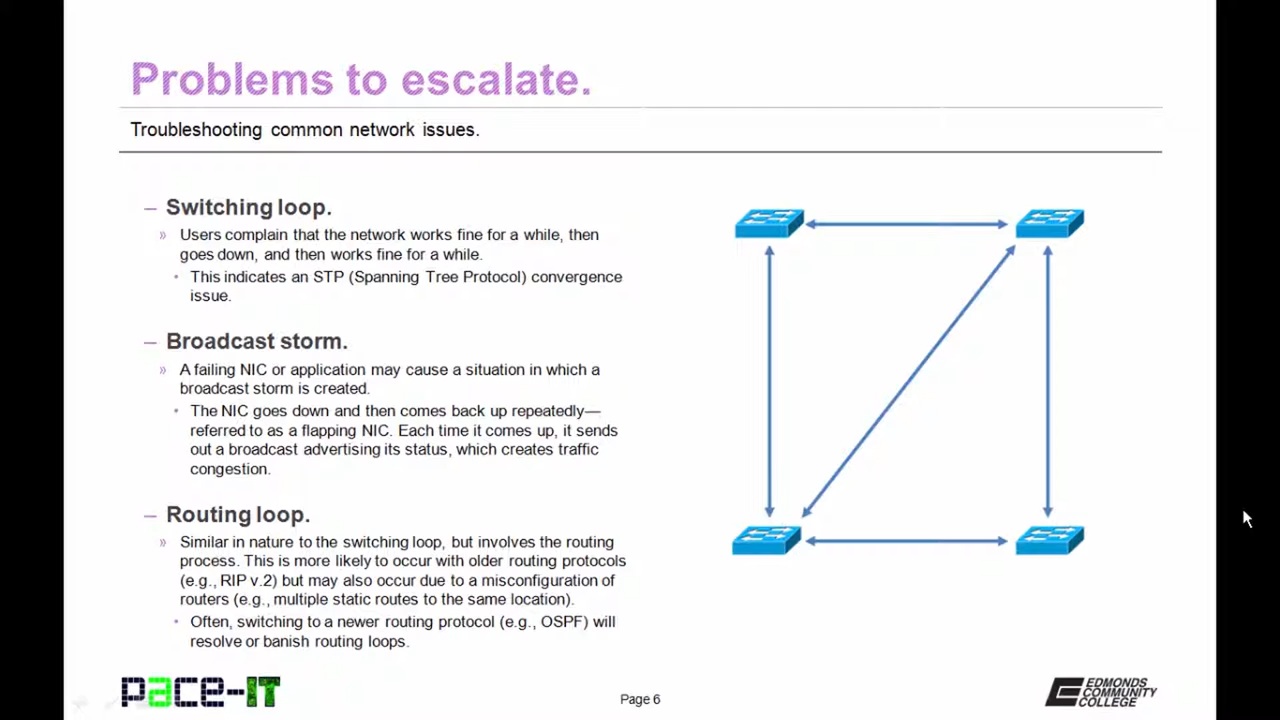 Problems to escalate.
Troubleshooting common network issues.
– Switching loop.
» Users complain that the network works fine for a while, then
goes down, and then works fine for a while.
• This indicates an STP (Spanning Tree Protocol) convergence
issue.
– Broadcast storm.
» A failing NIC or application may cause a situation in which a
broadcast storm is created.
• The NIC goes down and then comes back up repeatedly—
referred to as a flapping NIC. Each time it comes up, it sends
out a broadcast advertising its status, which creates traffic
congestion.
– Routing loop.
» Similar in nature to the switching loop, but involves the routing
process. This is more likely to occur with older routing protocols
(e.g., RIP v.2) but may also occur due to a misconfiguration of
routers (e.g., multiple static routes to the same location).
• Often, switching to a newer routing protocol (e.g., OSPF) will
resolve or banish routing loops.
pace-IT
Page 6
EDMONDS
COMMUNITY
COLLEGE